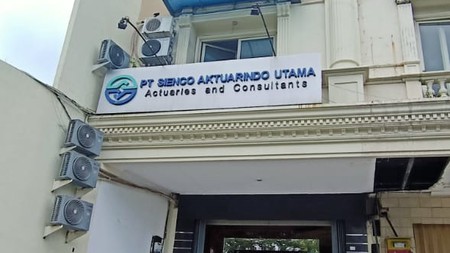 PT SIENCO AKTUARINDO UTAMA
Actuaries and Consultants